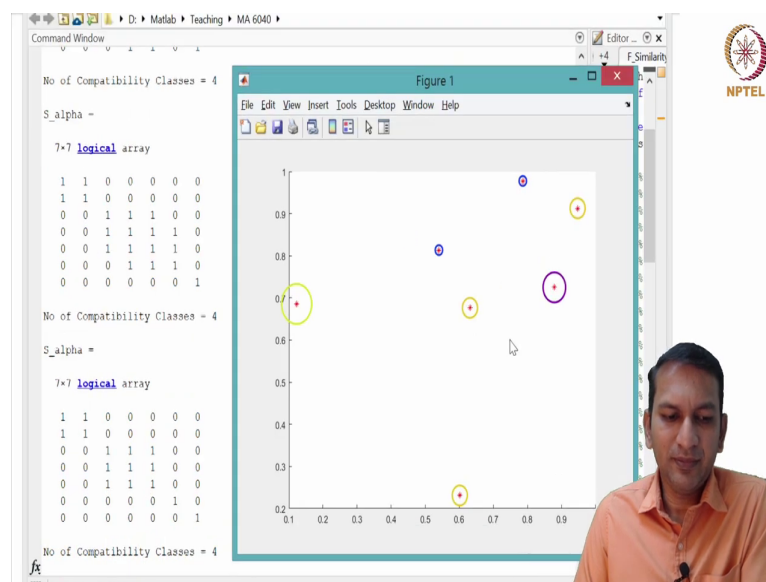 D: ▸ Matlab ▸ Teaching ▸ MA 6040 ▸
Command Window
Editor ...
+4 F_Similarity
0 0 0 1 1 0 1
No of Compatibility Classes = 4
S_alpha =
7×7 logical array
1 1 0 0 0 0 0
1 1 0 0 0 0 0
0 0 1 1 1 0 0
0 0 1 1 1 1 0
0 0 1 1 1 1 0
0 0 0 1 1 1 0
0 0 0 0 0 0 1
No of Compatibility Classes = 4
S_alpha =
7×7 logical array
1 1 0 0 0 0 0
1 1 0 0 0 0 0
0 0 1 1 1 0 0
0 0 1 1 1 0 0
0 0 1 1 1 0 0
0 0 0 0 0 1 0
0 0 0 0 0 0 1
No of Compatibility Classes = 4
fx
Figure 1
File Edit View Insert Tools Desktop Window Help
1
0.9
0.8
0.7
0.6
0.5
0.4
0.3
0.2
0.1 0.2 0.3 0.4 0.5 0.6 0.7 0.8 0.9
NPTEL